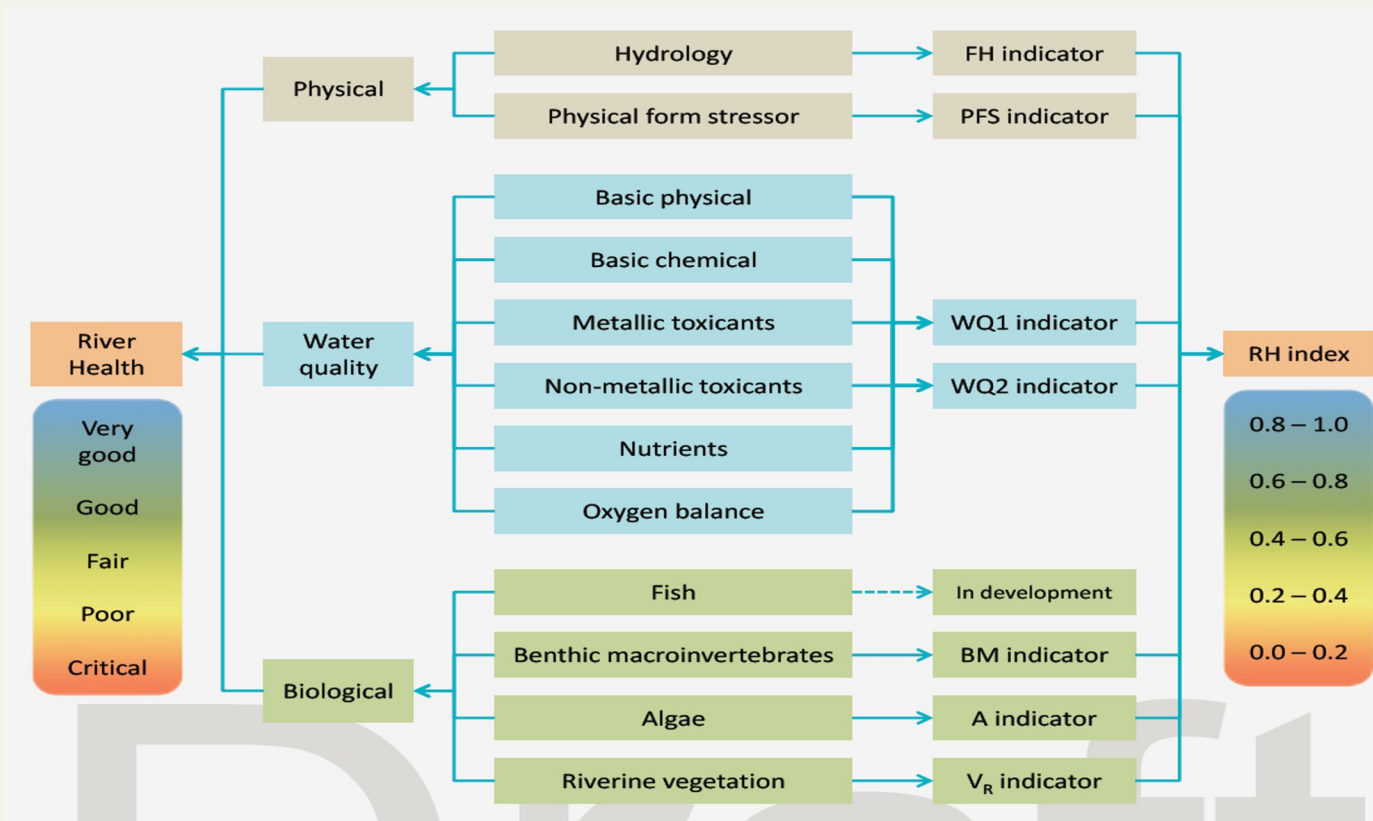 Hydrology
FH indicator
Physical
Physical form stressor
PFS indicator
Basic physical
Basic chemical
Metallic toxicants
WQ1 indicator
River
Health
Water
quality
RH index
Non-metallic toxicants
WQ2 indicator
Nutrients
Oxygen balance
Very
good
Good
Fair
Poor
Critical
0.8 – 1.0
0.6 – 0.8
0.4 – 0.6
0.2 – 0.4
0.0 – 0.2
Fish
In development
Benthic macroinvertebrates
BM indicator
Biological
Algae
A indicator
Riverine vegetation
VR indicator
Draft